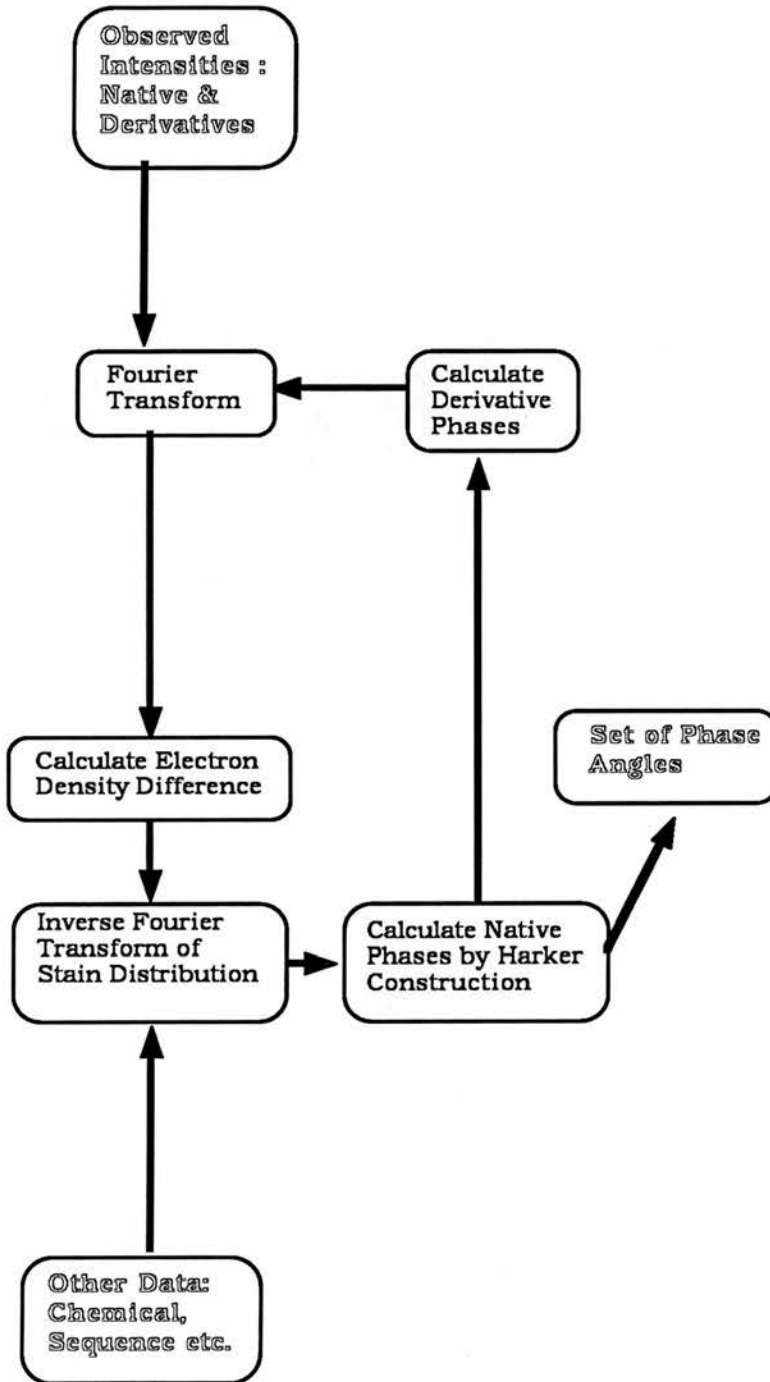 Observed
Intensities :
Native &
Derivatives
Fourier
Transform
Calculate
Derivative
Phases
Calculate Electron
Density Difference
Set of Phase
Angles
Inverse Fourier
Transform of
Stain Distribution
Calculate Native
Phases by Harker
Construction
Other Data:
Chemical,
Sequence etc.